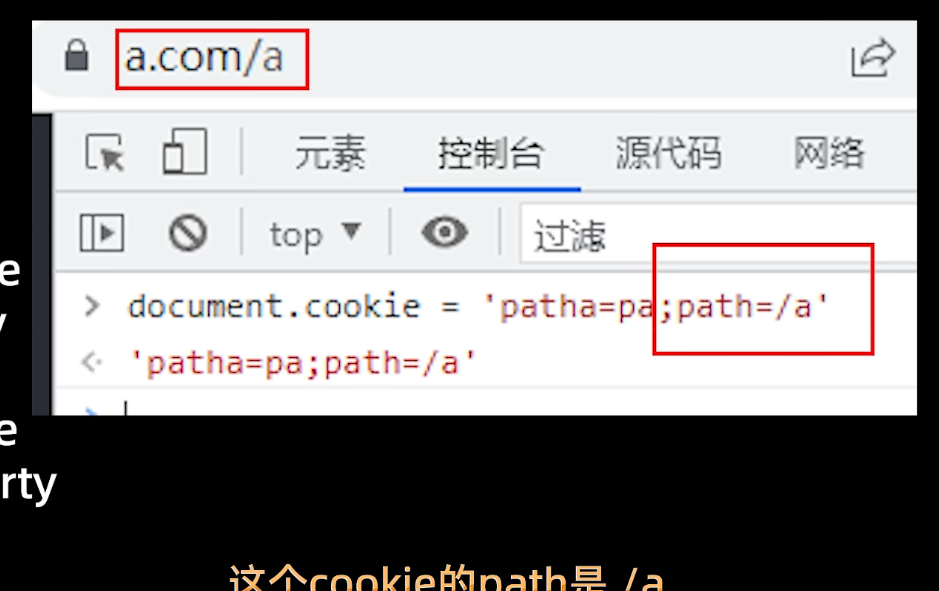 a.com/a
元素 控制台 源代码 网络
top 过滤
e
document.cookie = 'patha=pa;path=/a'
y
'patha=pa;path=/a'
e
rty
这个cookie的path是 /a